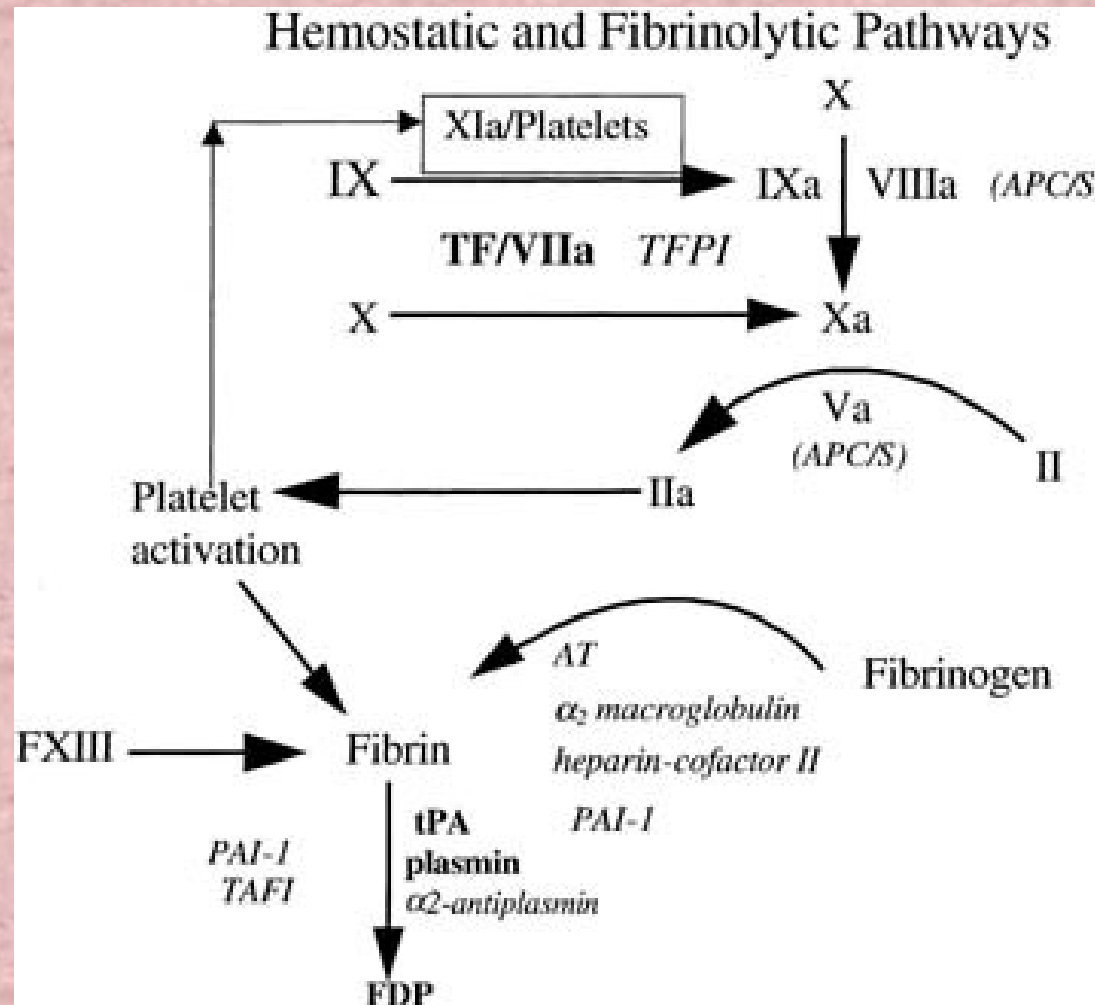 Hemostatic and Fibrinolytic Pathways
X
XIa/Platelets
IX
IXa
VIIIa
(APC/S
TF/VIIa
TFPI
X
Xa
Va
(APC/S)
II
IIa
Platelet
activation
AT
Fibrinogen
α2 macroglobulin
FXIII
Fibrin
heparin-cofactor II
tPA
PAI-1
plasmin
PAI-1
TAFI
α2-antiplasmin
FDP